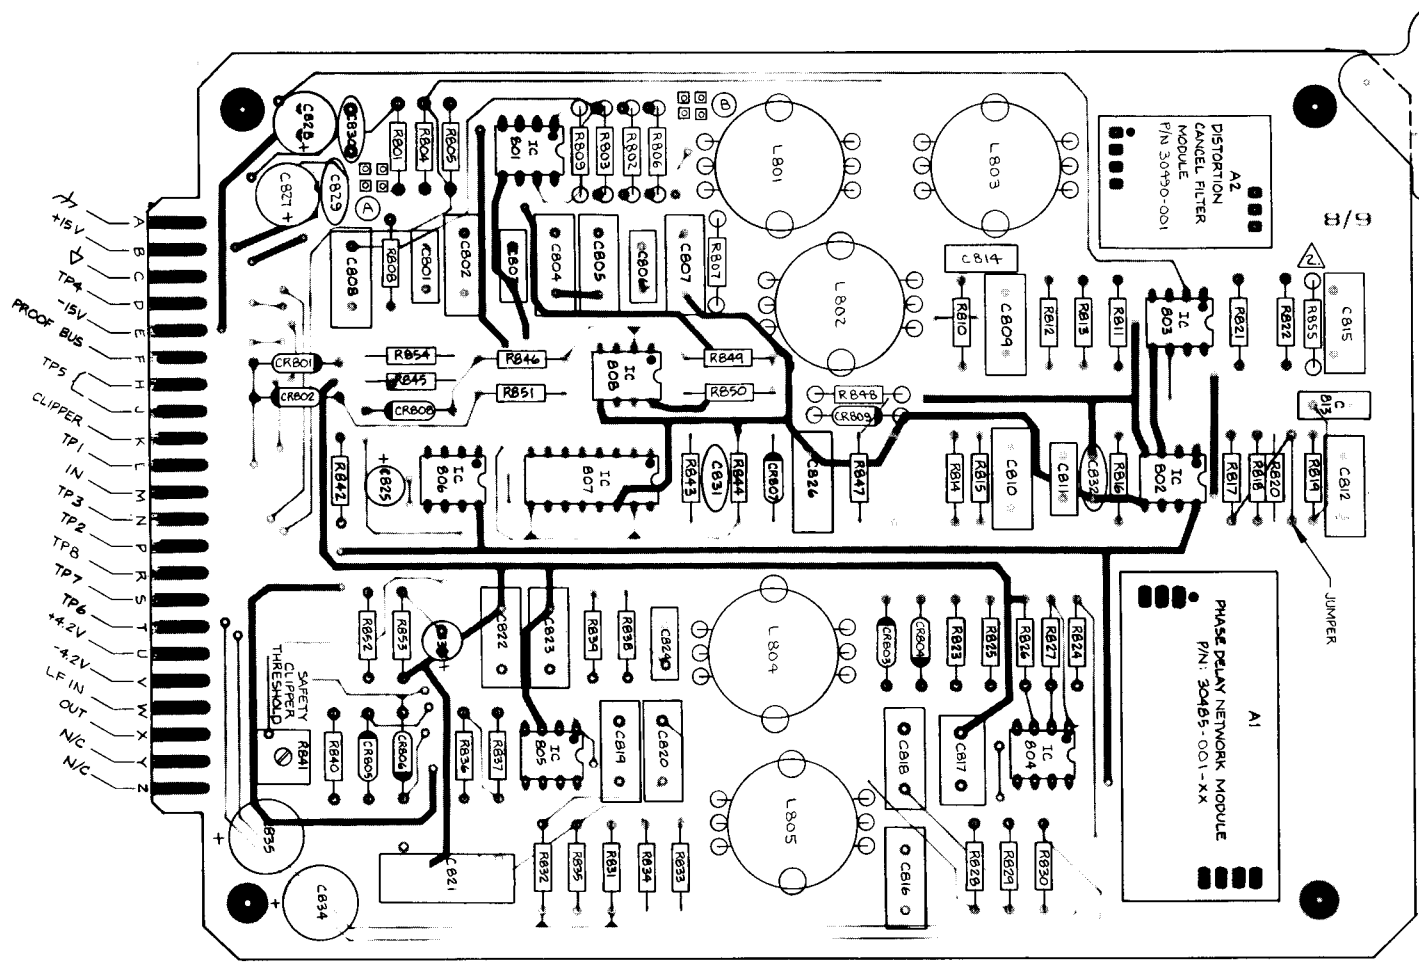 A
+15V
B
C
TP4
D
-15V
E
PROOF BUS
F
TP5
H
J
CLIPPER
K
TP1
L
IN
M
TP3
N
TP2
P
TP8
R
TP7
S
TP6
T
+4.2V
U
-4.2V
V
LF IN
W
OUT
X
N/C
Y
N/C
Z
C828
C830
R801
R804
R805
IC
801
R809
R803
R802
R806
B
L801
L803
A2
DISTORTION
CANCEL FILTER
MODULE
P/N 30490-001
8/9
C827
C829
A
C808
R808
C801
C802
C804
C805
C806
C807
R807
L802
C814
R810
C809
R812
R813
R811
IC
803
R821
R822
2
R855
C815
CR801
CR802
R854
R845
CR808
R846
R851
IC
808
R849
R850
R848
CR809
C
813
R842
C825
IC
806
IC
807
R843
C831
R844
CR807
C826
R847
R814
R815
C810
C811
C832
R816
IC
802
R817
R818
R820
R819
C812
JUMPER
R852
R853
C822
C823
R839
R838
C824
L804
CR803
CR804
R823
R825
R826
R827
R824
A1
PHASE DELAY NETWORK MODULE
P/N: 30485-001-XX
SAFETY
CLIPPER
THRESHOLD
R841
R840
CR805
CR806
R836
R837
IC
805
C819
C820
L805
C818
C817
IC
804
C834
C821
R832
R835
R831
R834
R833
C816
R828
R829
R830